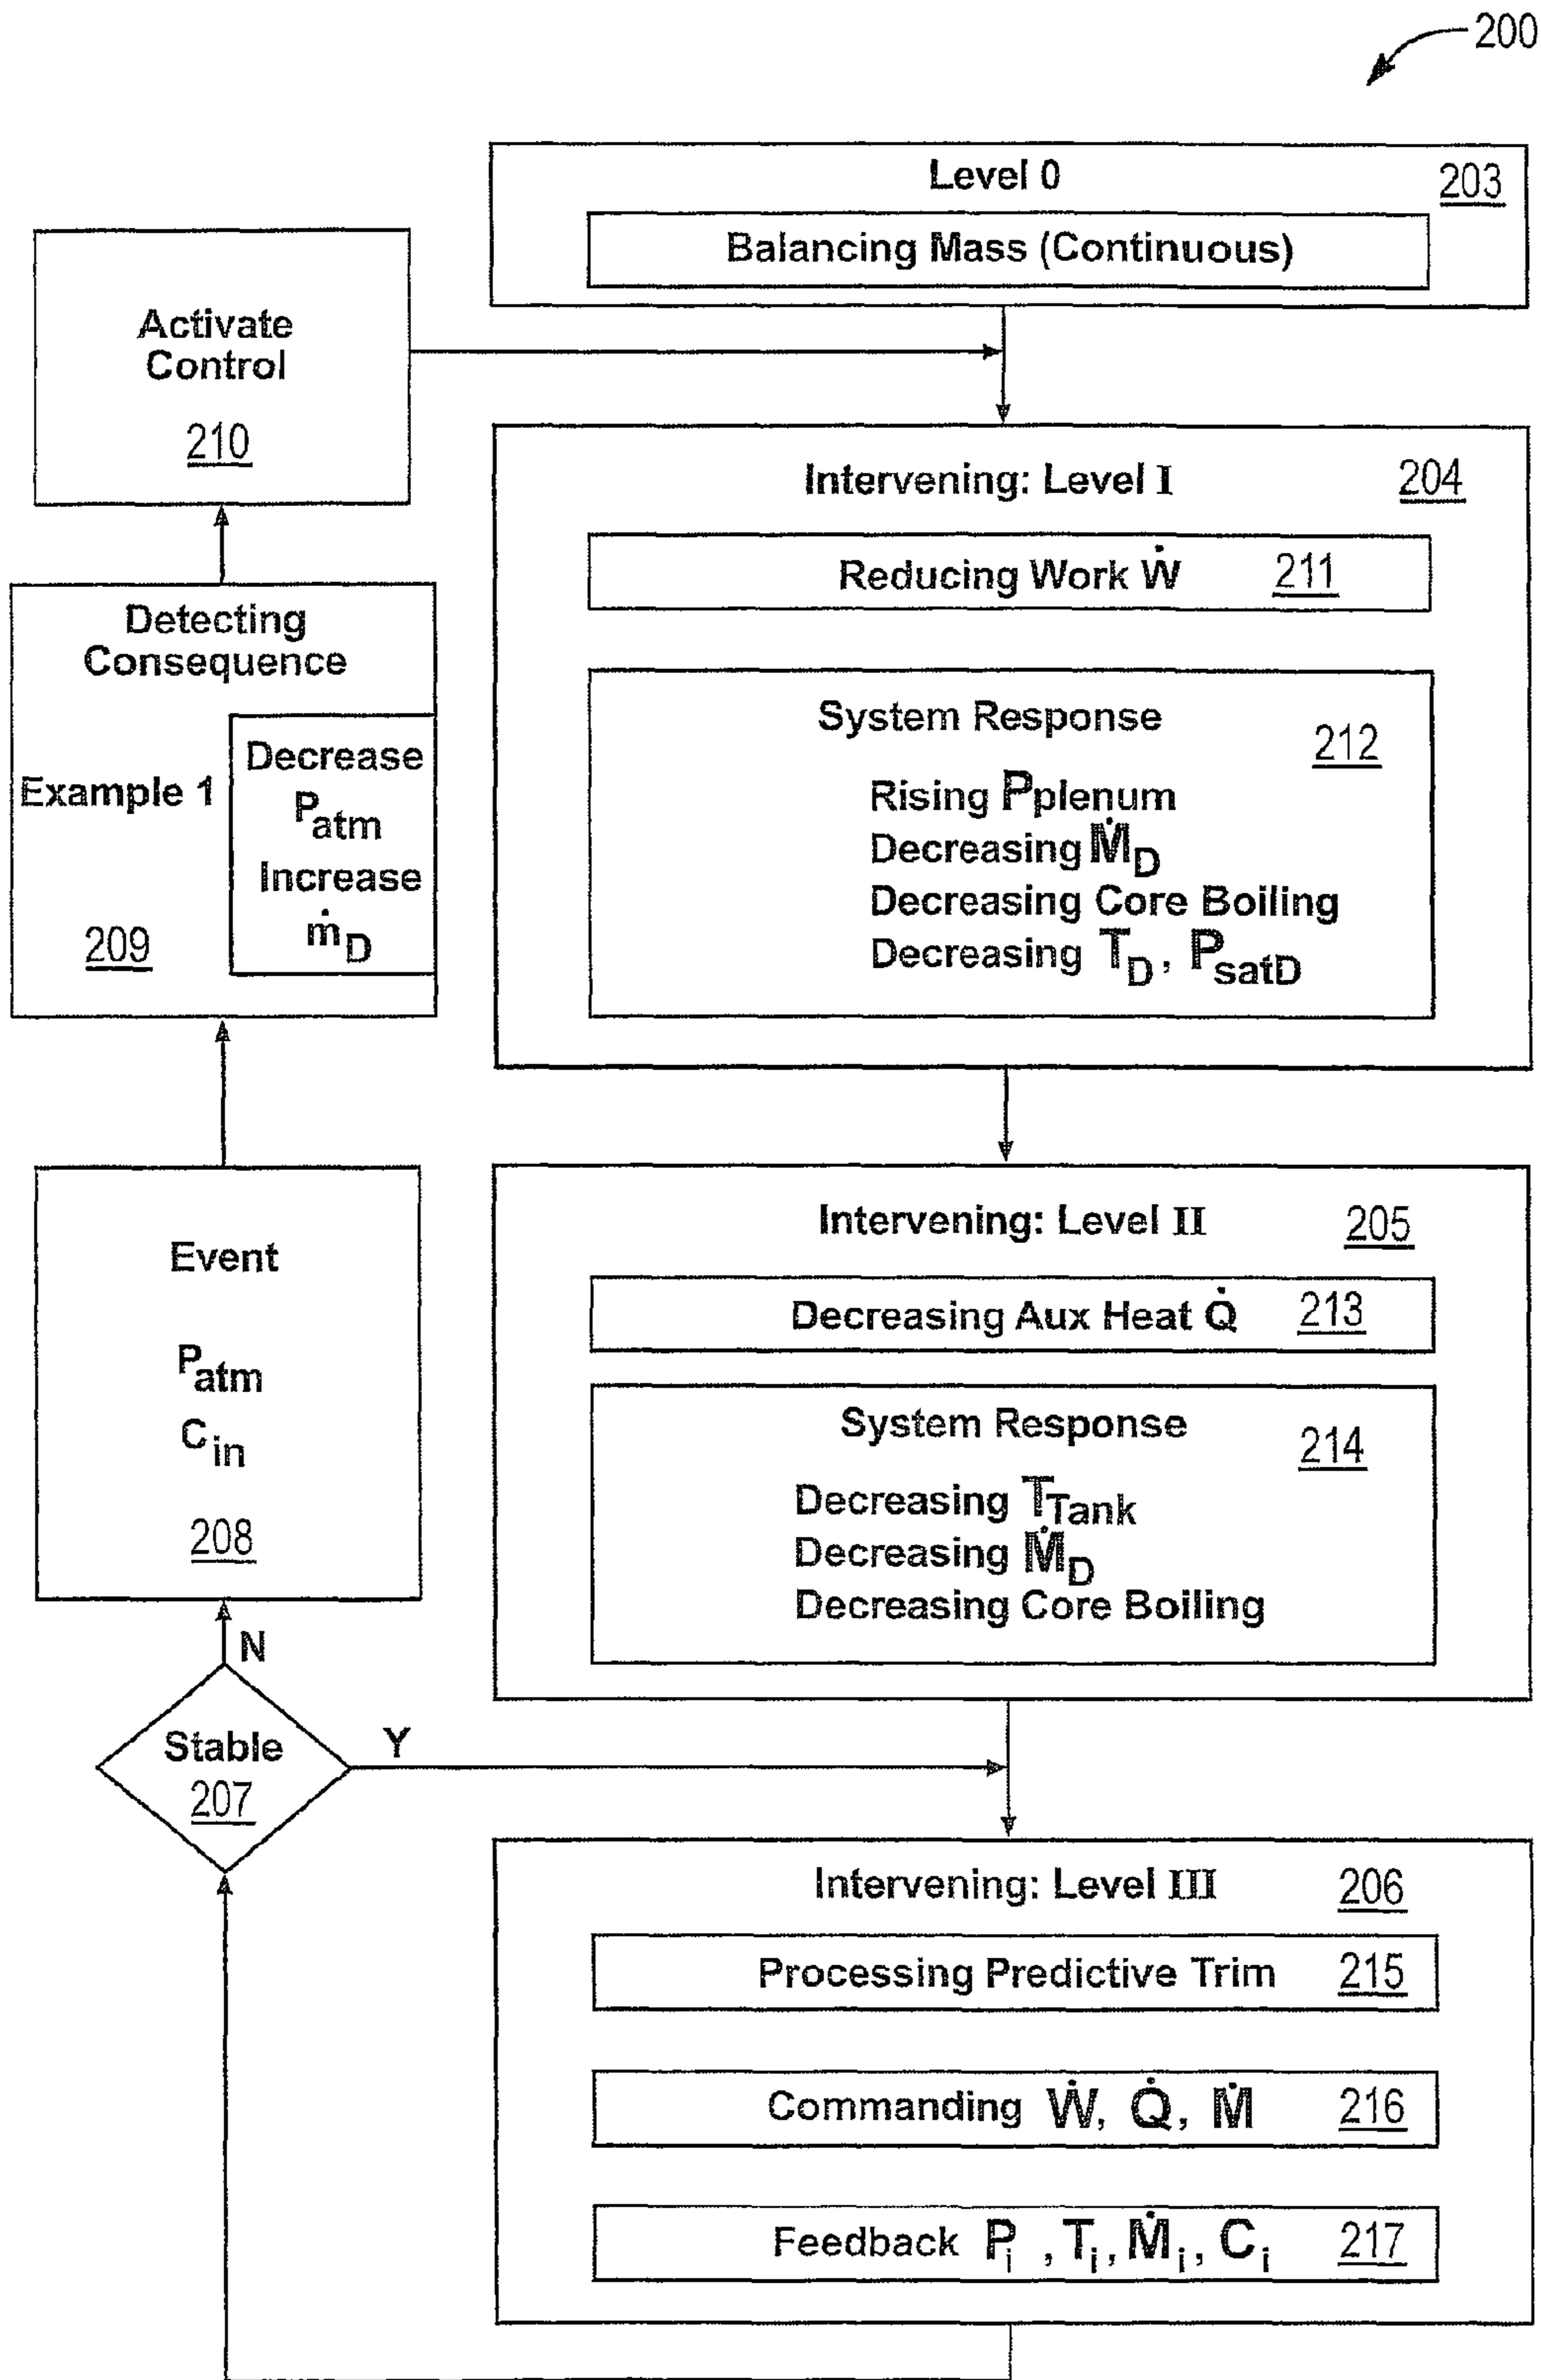 200
Level 0 203
Balancing Mass (Continuous)
Activate
Control
210
Intervening: Level I 204
Reducing Work Ẇ 211
System Response 212
Rising Pplenum
Decreasing ṀD
Decreasing Core Boiling
Decreasing TD, PsatD
Detecting
Consequence
Example 1
Decrease
Patm
Increase
ṁD
209
Intervening: Level II 205
Decreasing Aux Heat Q̇ 213
System Response 214
Decreasing TTank
Decreasing ṀD
Decreasing Core Boiling
Event
Patm
Cin
208
N
Stable
207
Y
Intervening: Level III 206
Processing Predictive Trim 215
Commanding Ẇ, Q̇, Ṁ 216
Feedback Pi , Ti, Ṁi, Ci 217